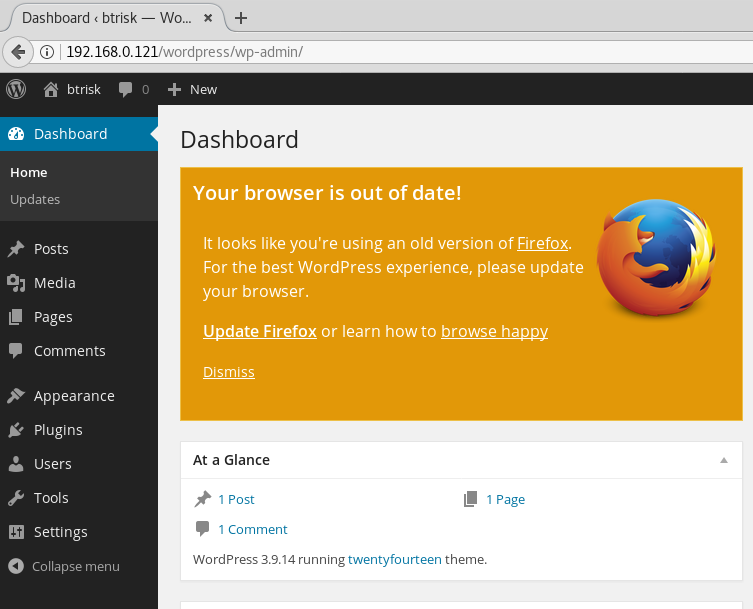 Dashboard ‹ btrisk — Wo...
192.168.0.121/wordpress/wp-admin/
btrisk 0 New
Dashboard
Home
Updates
Posts
Media
Pages
Comments
Appearance
Plugins
Users
Tools
Settings
Collapse menu
Dashboard
Your browser is out of date!
It looks like you're using an old version of Firefox.
For the best WordPress experience, please update
your browser.
Update Firefox or learn how to browse happy
Dismiss
At a Glance
1 Post
1 Page
1 Comment
WordPress 3.9.14 running twentyfourteen theme.